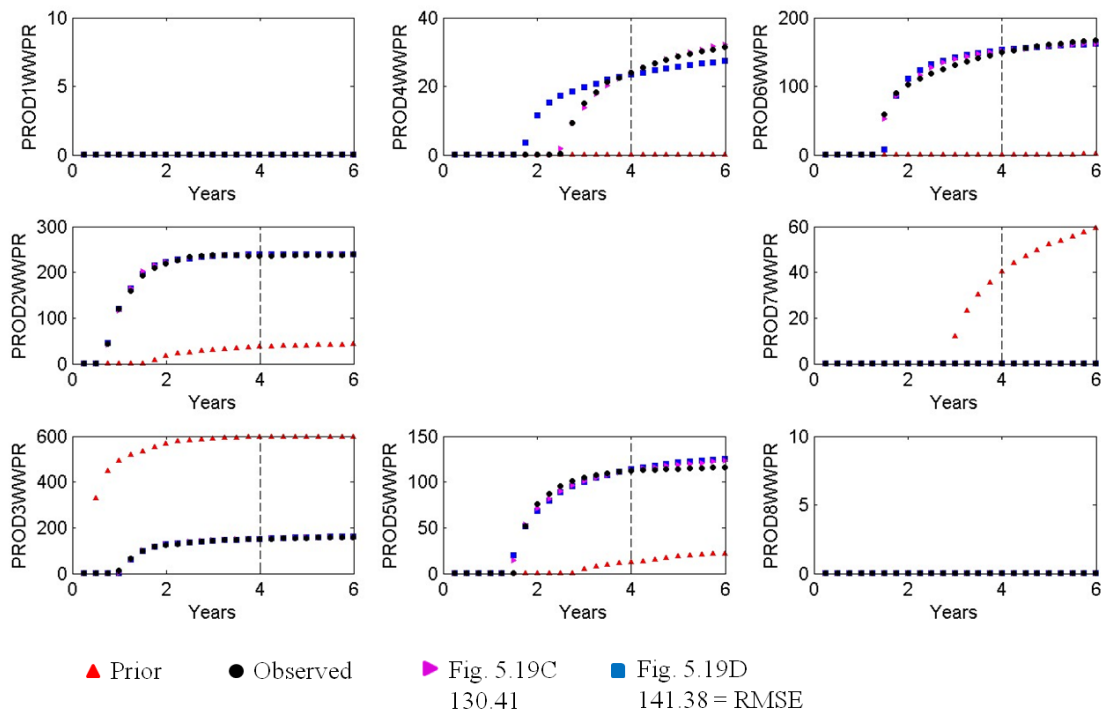 10
5
0
PROD1WWPR
0 2 4 6
Years
40
20
0
PROD4WWPR
0 2 4 6
Years
200
100
0
PROD6WWPR
0 2 4 6
Years
300
200
100
0
PROD2WWPR
0 2 4 6
Years
60
40
20
0
PROD7WWPR
0 2 4 6
Years
600
400
200
0
PROD3WWPR
0 2 4 6
Years
150
100
50
0
PROD5WWPR
0 2 4 6
Years
10
5
0
PROD8WWPR
0 2 4 6
Years
Prior Observed Fig. 5.19C Fig. 5.19D
130.41 141.38 = RMSE